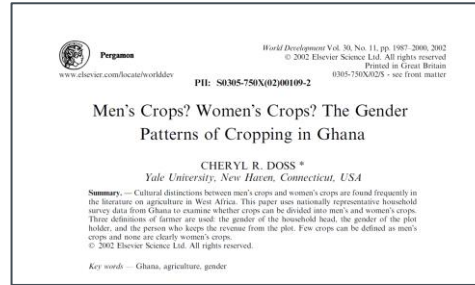 Pergamon
www.elsevier.com/locate/worlddev
World Development Vol. 30, No. 11, pp. 1987–2000, 2002
© 2002 Elsevier Science Ltd. All rights reserved
Printed in Great Britain
0305-750X/02/$ - see front matter
PII: S0305-750X(02)00109-2
Men's Crops? Women's Crops? The Gender
Patterns of Cropping in Ghana
CHERYL R. DOSS *
Yale University, New Haven, Connecticut, USA
Summary. — Cultural distinctions between men's crops and women's crops are found frequently in
the literature on agriculture in West Africa. This paper uses nationally representative household
survey data from Ghana to examine whether crops can be divided into men's and women's crops.
Three definitions of farmer are used: the gender of the household head, the gender of the plot
holder, and the person who keeps the revenue from the plot. Few crops can be defined as men's
crops and none are clearly women's crops.
© 2002 Elsevier Science Ltd. All rights reserved.
Key words — Ghana, agriculture, gender